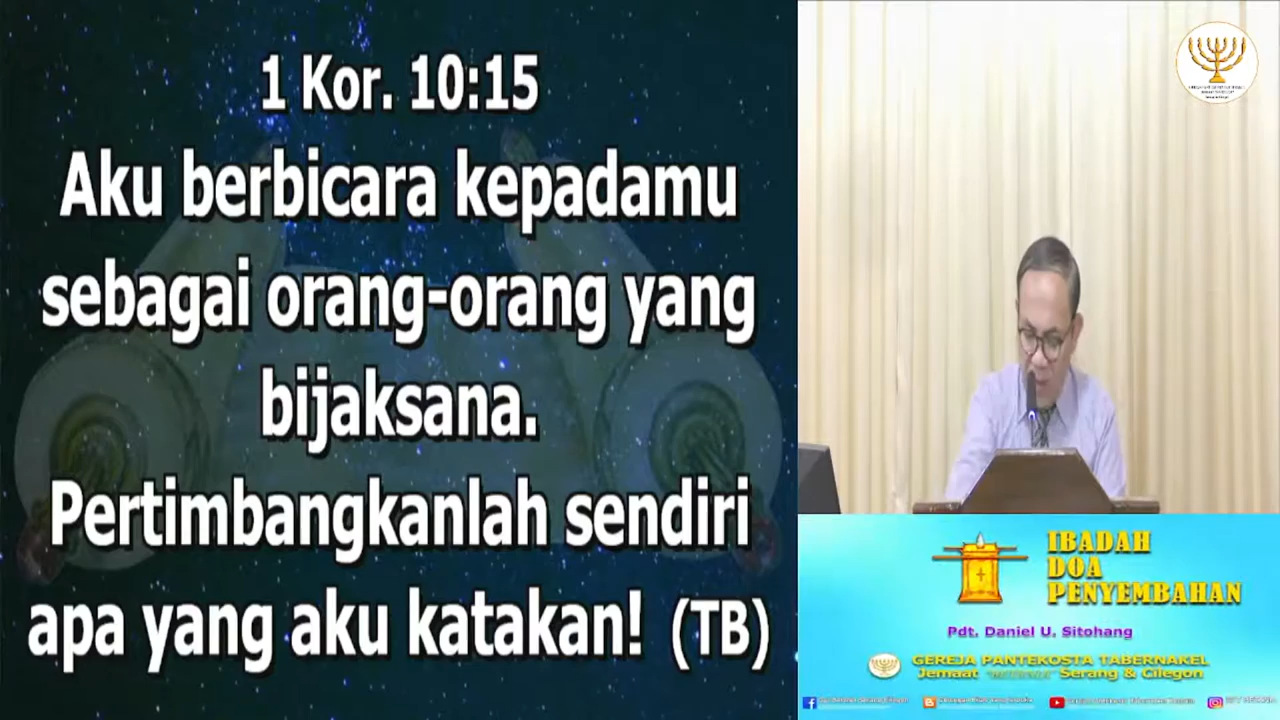 1 Kor. 10:15
Aku berbicara kepadamu
sebagai orang-orang yang
bijaksana.
Pertimbangkanlah sendiri
apa yang aku katakan! (TB)
IBADAH
DOA
PENYEMBAHAN
Pdt. Daniel U. Sitohang
GEREJA PANTEKOSTA TABERNAKEL
Jemaat Serang & Cilegon